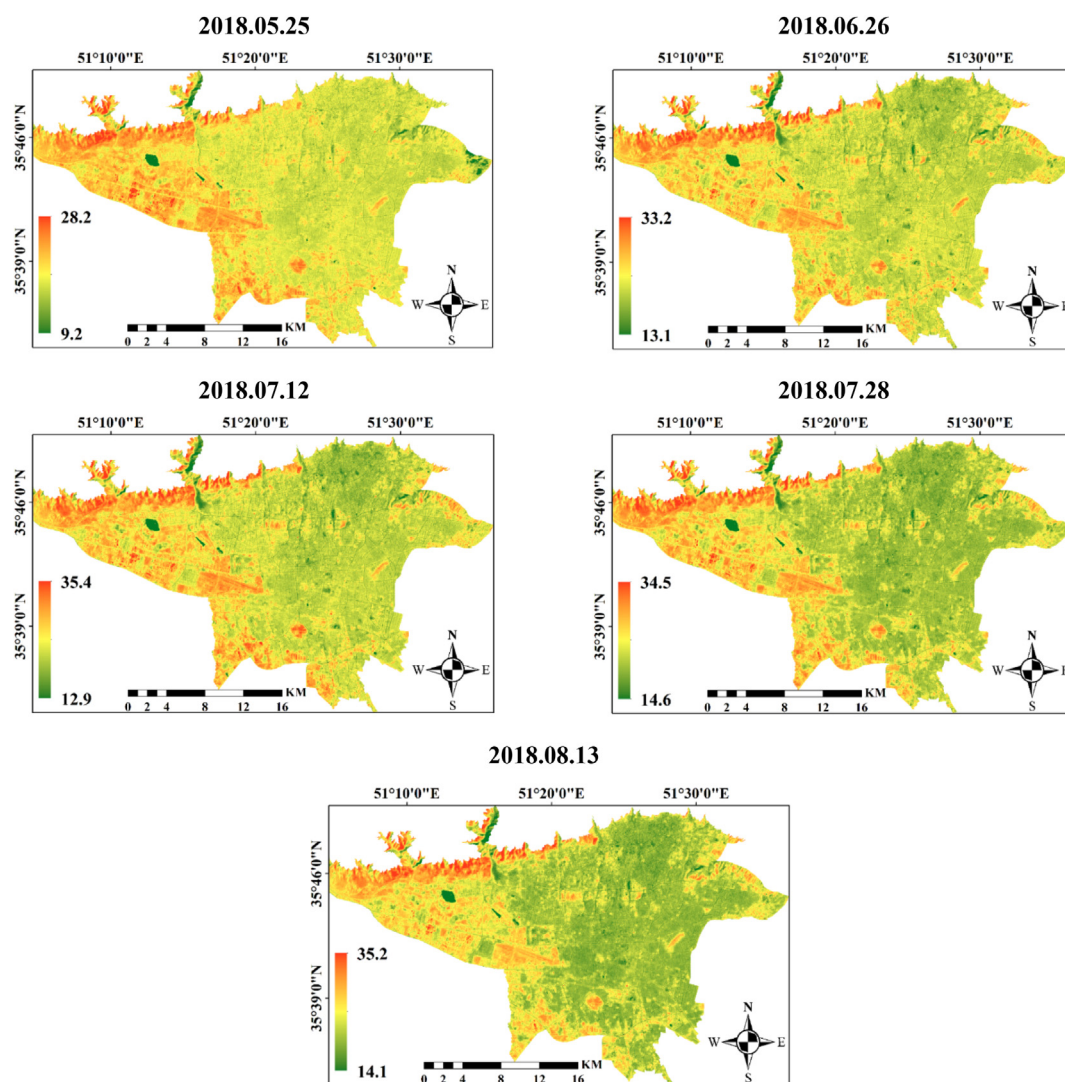 2018.05.25
51°10'0"E 51°20'0"E 51°30'0"E
35°46'0"N
35°39'0"N
28.2
9.2
N
W E
S
KM
0 2 4 8 12 16
2018.06.26
51°10'0"E 51°20'0"E 51°30'0"E
35°46'0"N
35°39'0"N
33.2
13.1
N
W
S
KM
0 2 4 8 12 16
2018.07.12
51°10'0"E 51°20'0"E 51°30'0"E
35°46'0"N
35°39'0"N
35.4
12.9
N
W E
S
KM
0 2 4 8 12 16
2018.07.28
51°10'0"E 51°20'0"E 51°30'0"E
35°46'0"N
35°39'0"N
34.5
14.6
N
W
S
KM
0 2 4 8 12 16
2018.08.13
51°10'0"E 51°20'0"E 51°30'0"E
35°46'0"N
35°39'0"N
35.2
14.1
N
W E
S
KM
0 2 4 8 12 16